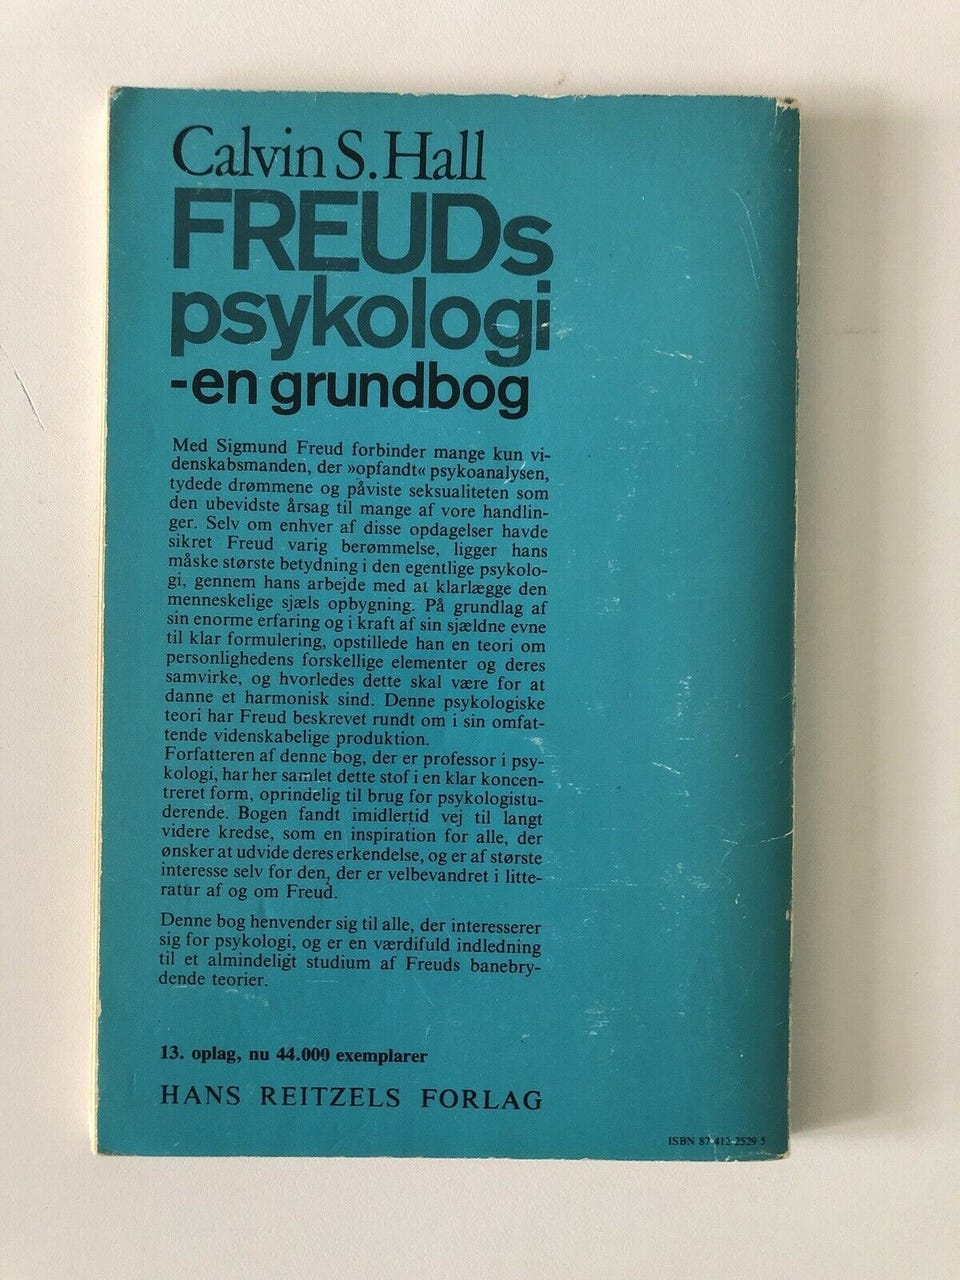 Calvin S. Hall
FREUDs
psykologi
-en grundbog
Med Sigmund Freud forbinder mange kun vi-
denskabsmanden, der »opfandt« psykoanalysen,
tydede drømmene og påviste seksualiteten som
den ubevidste årsag til mange af vore handlin-
ger. Selv om enhver af disse opdagelser havde
sikret Freud varig berømmelse, ligger hans
måske største betydning i den egentlige psykolo-
gi, gennem hans arbejde med at klarlægge den
menneskelige sjæls opbygning. På grundlag af
sin enorme erfaring og i kraft af sin sjældne evne
til klar formulering, opstillede han en teori om
personlighedens forskellige elementer og deres
samvirke, og hvorledes dette skal være for at
danne et harmonisk sind. Denne psykologiske
teori har Freud beskrevet rundt om i sin omfat-
tende videnskabelige produktion.
Forfatteren af denne bog, der er professor i psy-
kologi, har her samlet dette stof i en klar koncen-
treret form, oprindelig til brug for psykologistu-
derende. Bogen fandt imidlertid vej til langt
videre kredse, som en inspiration for alle, der
ønsker at udvide deres erkendelse, og er af største
interesse selv for den, der er velbevandret i litte-
ratur af og om Freud.
Denne bog henvender sig til alle, der interesserer
sig for psykologi, og er en værdifuld indledning
til et almindeligt studium af Freuds banebry-
dende teorier.
13. oplag, nu 44.000 exemplarer
HANS REITZELS FORLAG
ISBN 87 412 2529 5